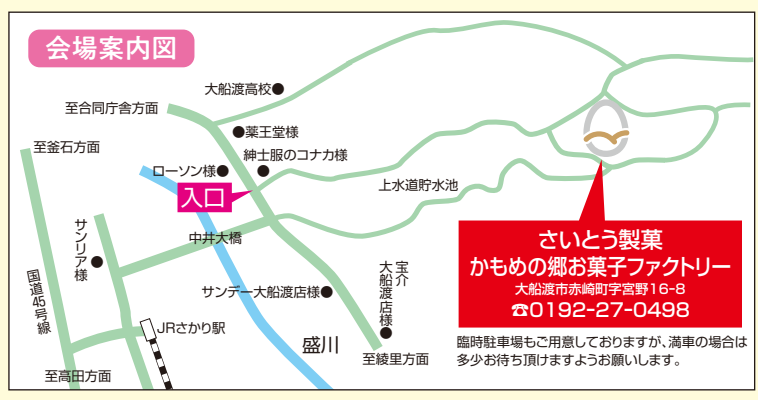 会場案内図
大船渡高校
至合同庁舎方面
薬王堂様
至釜石方面
紳士服のコナカ様
ローソン様
上水道貯水池
入口
サンリア様
中井大橋
さいとう製菓
かもめの郷お菓子ファクトリー
大船渡市赤崎町字宮野16-8
☎0192-27-0498
宝介
大船渡店様
国道45号線
サンデー大船渡店様
JRさかり駅
盛川
至綾里方面
至高田方面
臨時駐車場もご用意しておりますが、満車の場合は
多少お待ち頂けますようお願いします。